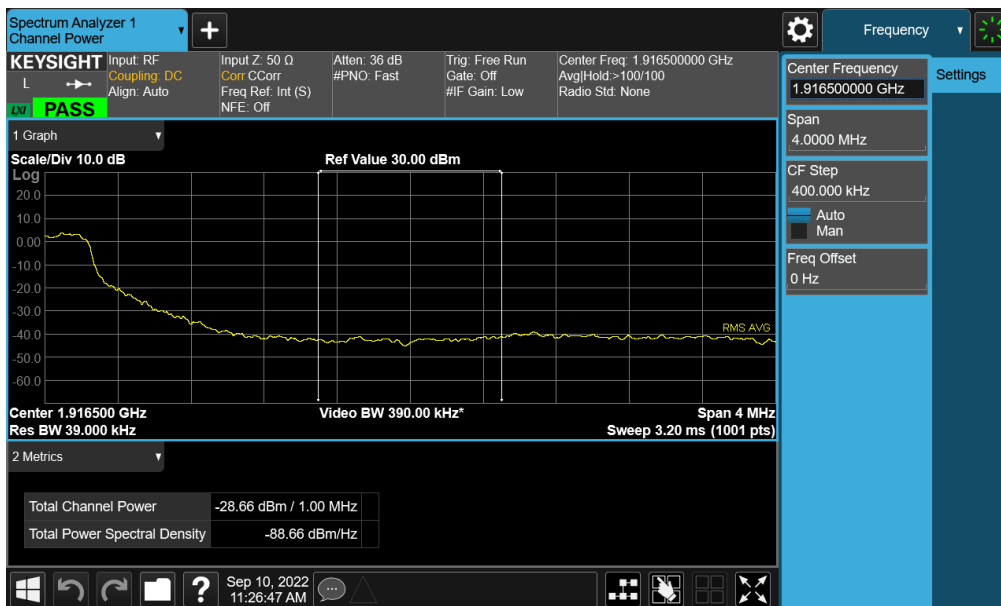 Spectrum Analyzer 1
Channel Power
Frequency
KEYSIGHT
L
LXI
PASS
Input: RF
Coupling: DC
Align: Auto
Input Z: 50 Ω
Corr CCorr
Freq Ref: Int (S)
NFE: Off
Atten: 36 dB
#PNO: Fast
Trig: Free Run
Gate: Off
#IF Gain: Low
Center Freq: 1.916500000 GHz
Avg|Hold:>100/100
Radio Std: None
Center Frequency
1.916500000 GHz
Settings
Span
4.0000 MHz
CF Step
400.000 kHz
Auto
Man
Freq Offset
0 Hz
1 Graph
Scale/Div 10.0 dB
Ref Value 30.00 dBm
Log
20.0
10.0
0.00
-10.0
-20.0
-30.0
-40.0
-50.0
-60.0
RMS AVG
Center 1.916500 GHz
Video BW 390.00 kHz*
Span 4 MHz
Res BW 39.000 kHz
Sweep 3.20 ms (1001 pts)
2 Metrics
Total Channel Power -28.66 dBm / 1.00 MHz
Total Power Spectral Density -88.66 dBm/Hz
?
Sep 10, 2022
11:26:47 AM